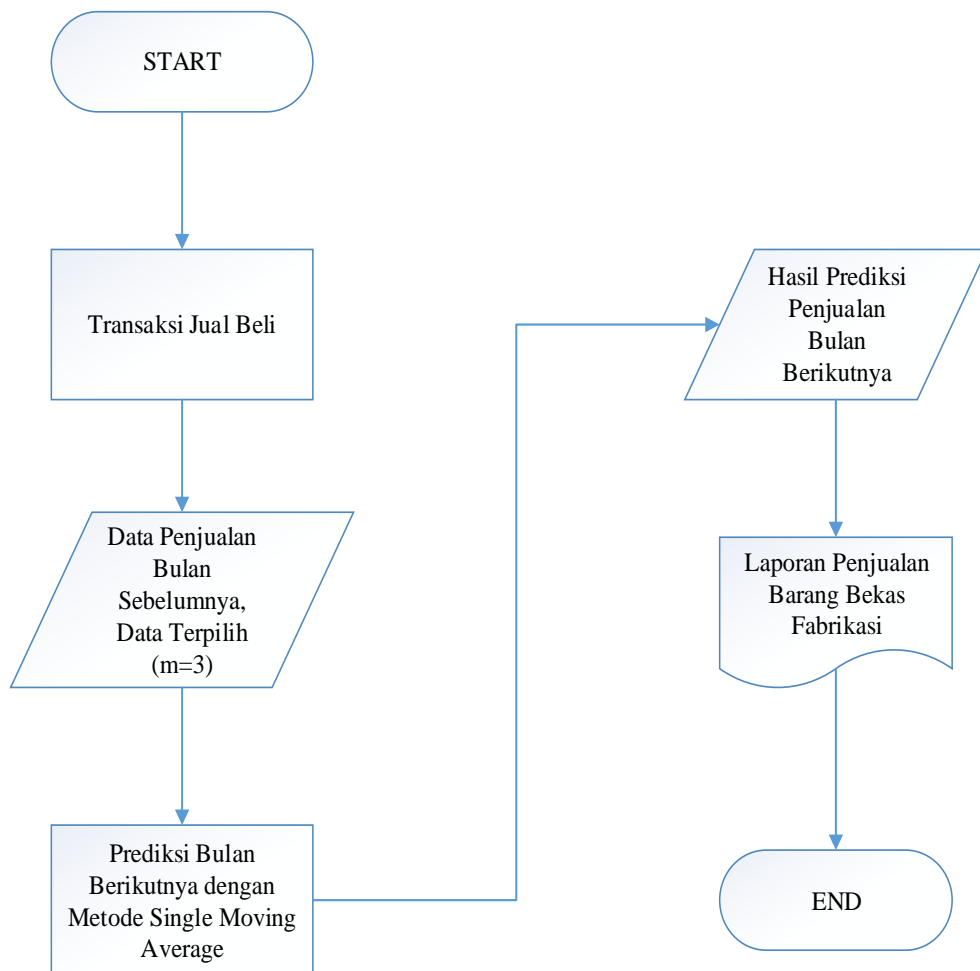 START
Transaksi Jual Beli
Data Penjualan
Bulan
Sebelumnya,
Data Terpilih
(m=3)
Prediksi Bulan
Berikutnya dengan
Metode Single Moving
Average
Hasil Prediksi
Penjualan
Bulan
Berikutnya
Laporan Penjualan
Barang Bekas
Fabrikasi
END